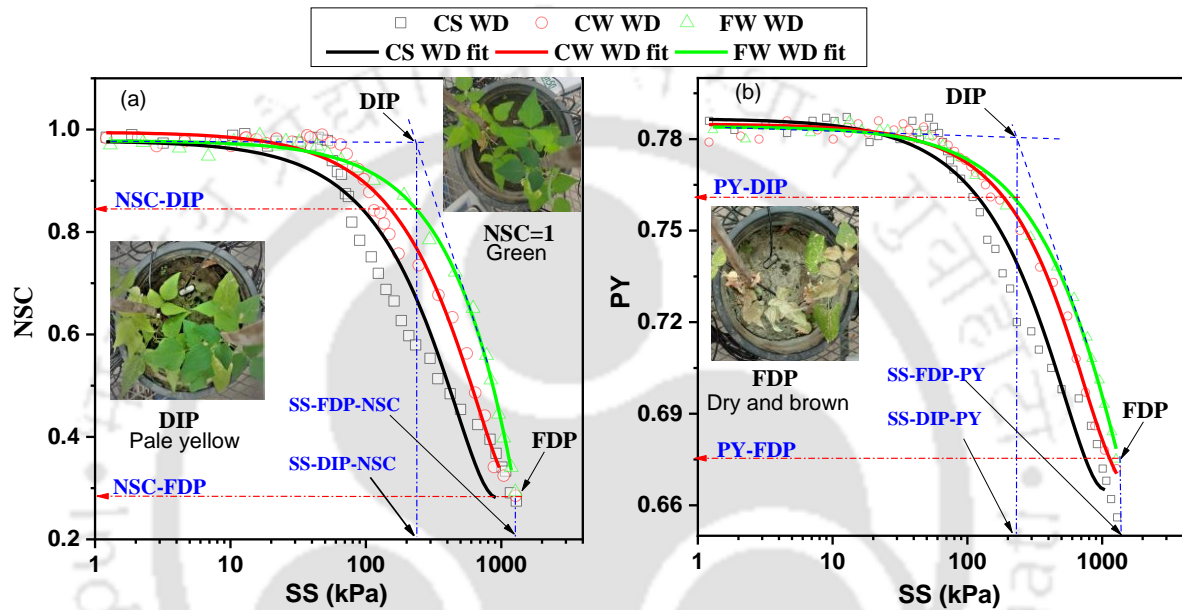 CS WD CW WD FW WD
CS WD fit CW WD fit FW WD fit
(a)
DIP
1.0
NSC-DIP
0.8
NSC=1
Green
NSC
0.6
DIP
Pale yellow
SS-FDP-NSC
0.4
SS-DIP-NSC
FDP
NSC-FDP
0.2
1 10 100 1000
SS (kPa)
(b)
DIP
0.78
PY-DIP
0.75
PY
0.72
FDP
Dry and brown
SS-FDP-PY
0.69
SS-DIP-PY
FDP
PY-FDP
0.66
1 10 100 1000
SS (kPa)